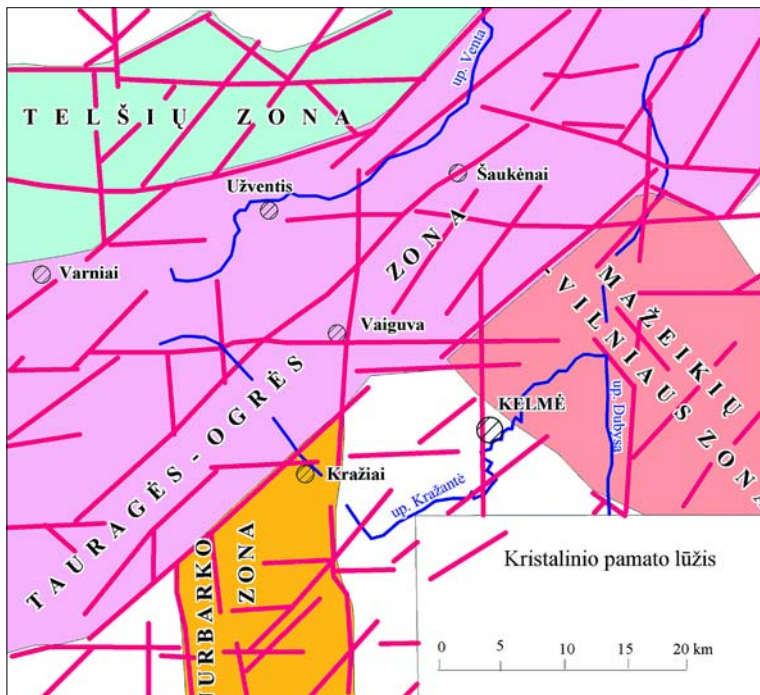 up. Venta
TELŠIŲ ZONA
Užventis
Šaukėnai
ZONA
Varniai
MAŽEIKIŲ
VILNIAUS ZONA
Vaiguva
TAURAGĖS - OGRĖS
KELMĖ
up. Dubysa
Kražiai
up. Kražantė
JURBARKO
ZONA
Kristalinio pamato lūžis
0 5 10 15 20 km